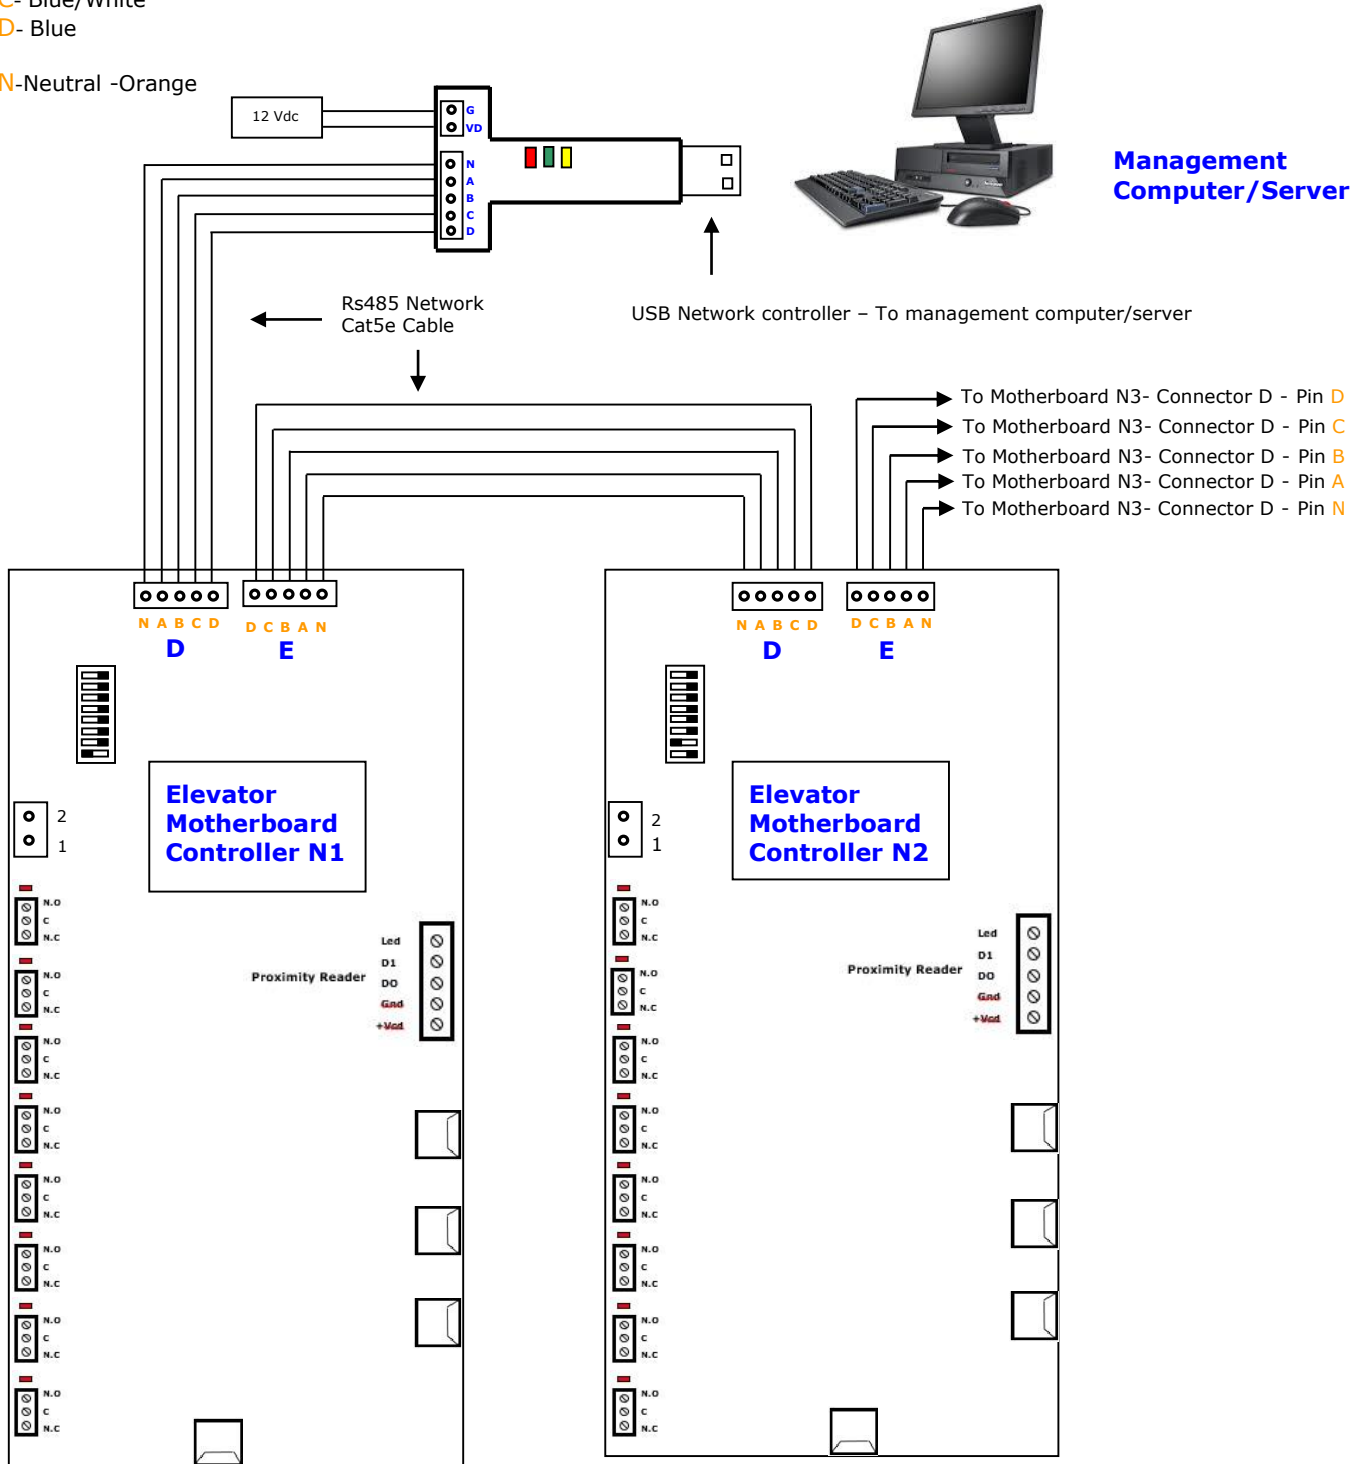 C- Blue/White
D- Blue
N-Neutral -Orange
12 Vdc
G
VD
N
A
B
C
D
Management
Computer/Server
Rs485 Network
Cat5e Cable
USB Network controller – To management computer/server
To Motherboard N3- Connector D - Pin D
To Motherboard N3- Connector D - Pin C
To Motherboard N3- Connector D - Pin B
To Motherboard N3- Connector D - Pin A
To Motherboard N3- Connector D - Pin N
N A B C D
D C B A N
D
E
N A B C D
D C B A N
D
E
Elevator
Motherboard
Controller N1
2
1
N.O
C
N.C
N.O
C
N.C
N.O
C
N.C
N.O
C
N.C
N.O
C
N.C
N.O
C
N.C
N.O
C
N.C
N.O
C
N.C
Proximity Reader
Led
D1
DO
Gnd
+Vcd
Elevator
Motherboard
Controller N2
2
1
N.O
C
N.C
N.O
C
N.C
N.O
C
N.C
N.O
C
N.C
N.O
C
N.C
N.O
C
N.C
N.O
C
N.C
N.O
C
N.C
Proximity Reader
Led
D1
DO
Gnd
+Vcd